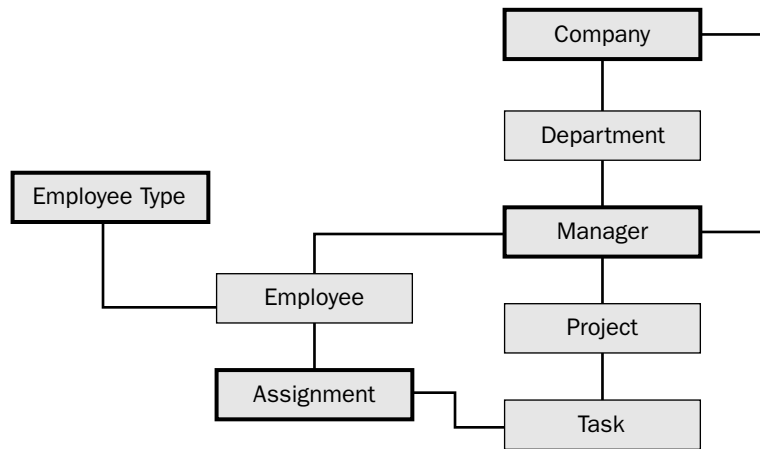 Company
Department
Employee Type
Manager
Employee
Project
Assignment
Task